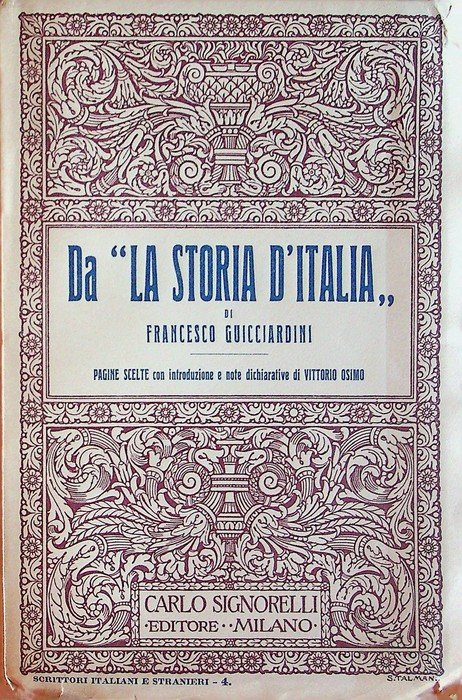 Da “LA STORIA D'ITALIA„
DI
FRANCESCO GUICCIARDINI
PAGINE SCELTE con introduzione e note dichiarative di VITTORIO OSIMO
CARLO SIGNORELLI
·EDITORE··MILANO·
SCRITTORI ITALIANI E STRANIERI - 4.
S. TALMAN.